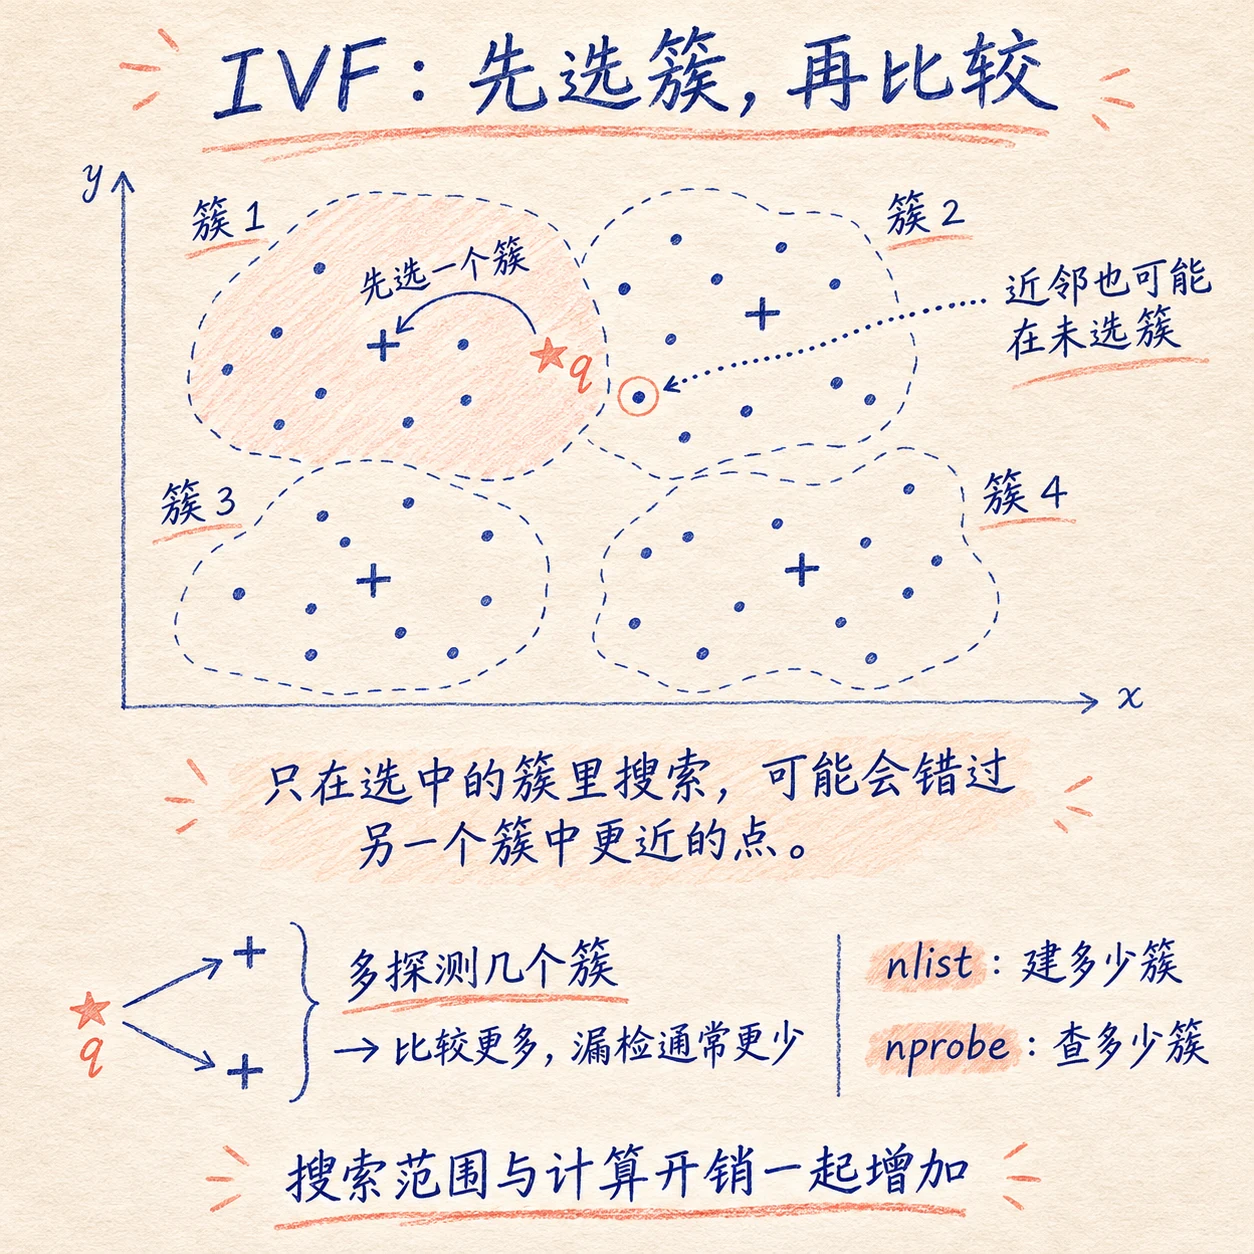 IVF：先选簇，再比较
y
簇 1
簇 2
先选一个簇
近邻也可能
在未选簇
q
簇 3
簇 4
x
只在选中的簇里搜索，可能会错过
另一个簇中更近的点。
多探测几个簇
→ 比较更多，漏检通常更少
q
nlist：建多少簇
nprobe：查多少簇
搜索范围与计算开销一起增加